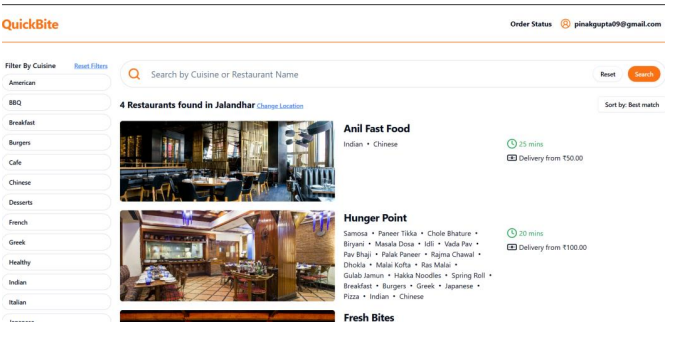 QuickBite
Order Status pinakgupta09@gmail.com
Filter By Cuisine Reset Filters
American
BBQ
Breakfast
Burgers
Cafe
Chinese
Desserts
French
Greek
Healthy
Indian
Italian
Search by Cuisine or Restaurant Name
Reset Search
4 Restaurants found in Jalandhar Change Location
Sort by: Best match
Anil Fast Food
Indian • Chinese
25 mins
Delivery from ₹50.00
Hunger Point
Samosa • Paneer Tikka • Chole Bhature •
Biryani • Masala Dosa • Idli • Vada Pav •
Pav Bhaji • Palak Paneer • Rajma Chawal •
Dhokla • Malai Kofta • Ras Malai •
Gulab Jamun • Hakka Noodles • Spring Roll •
Breakfast • Burgers • Greek • Japanese •
Pizza • Indian • Chinese
20 mins
Delivery from ₹100.00
Fresh Bites